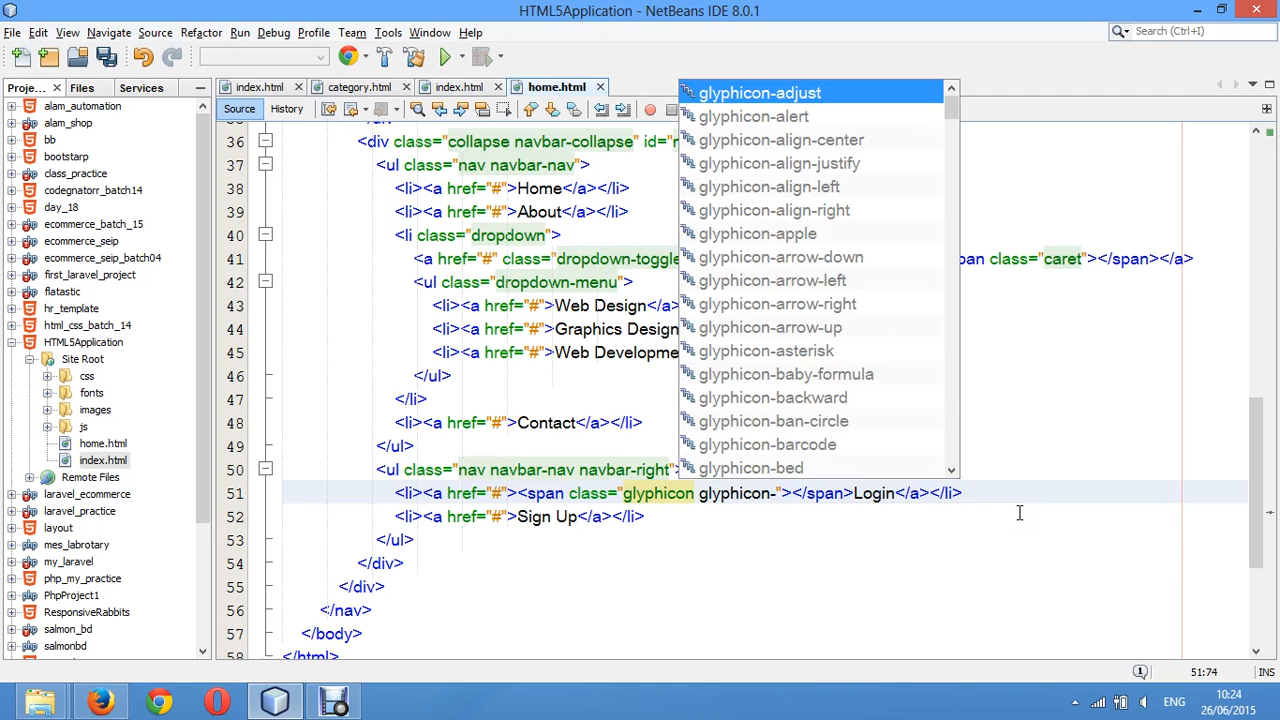 HTML5Application - NetBeans IDE 8.0.1
File Edit View Navigate Source Refactor Run Debug Profile Team Tools Window Help
Search (Ctrl+I)
Proje... Files Services
index.html category.html index.html home.html
Source History
alam_automation
alam_shop
bb
bootstarp
class_practice
codegnatorr_batch14
day_18
ecommerce_batch_15
ecommerce_seip
ecommerce_seip_batch04
first_laravel_project
flatastic
hr_template
html_css_batch_14
HTML5Application
Site Root
css
fonts
images
js
home.html
index.html
Remote Files
laravel_ecommerce
laravel_practice
layout
mes_labrotary
my_laravel
php_my_practice
PhpProject1
ResponsiveRabbits
salmon_bd
salmonbd
36 <div class="collapse navbar-collapse" id="
37 <ul class="nav navbar-nav">
38 <li><a href="#">Home</a></li>
39 <li><a href="#">About</a></li>
40 <li class="dropdown">
41 <a href="#" class="dropdown-toggle pan class="caret"></span></a>
42 <ul class="dropdown-menu">
43 <li><a href="#">Web Design</a>
44 <li><a href="#">Graphics Design
45 <li><a href="#">Web Developme
46 </ul>
47 </li>
48 <li><a href="#">Contact</a></li>
49 </ul>
50 <ul class="nav navbar-nav navbar-right">
51 <li><a href="#"><span class="glyphicon glyphicon-"></span>Login</a></li>
52 <li><a href="#">Sign Up</a></li>
53 </ul>
54 </div>
55 </div>
56 </nav>
57 </body>
58 </html>
glyphicon-adjust
glyphicon-alert
glyphicon-align-center
glyphicon-align-justify
glyphicon-align-left
glyphicon-align-right
glyphicon-apple
glyphicon-arrow-down
glyphicon-arrow-left
glyphicon-arrow-right
glyphicon-arrow-up
glyphicon-asterisk
glyphicon-baby-formula
glyphicon-backward
glyphicon-ban-circle
glyphicon-barcode
glyphicon-bed
1 51:74 INS
ENG 10:24
26/06/2015